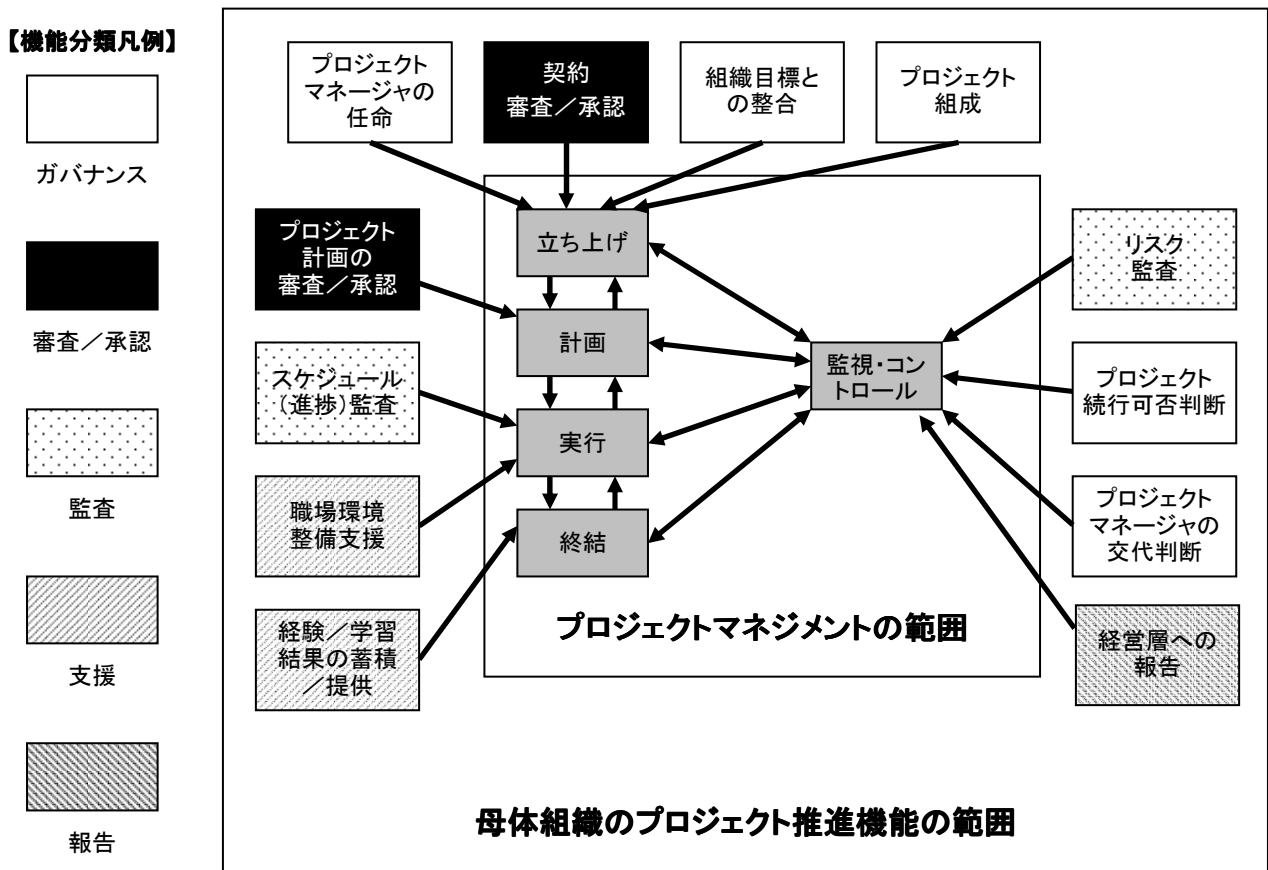 【機能分類凡例】
ガバナンス
審査／承認
監査
支援
報告
プロジェクト
マネージャの
任命
契約
審査／承認
組織目標と
の整合
プロジェクト
組成
プロジェクト
計画の
審査／承認
スケジュール
(進捗)監査
職場環境
整備支援
経験／学習
結果の蓄積
／提供
立ち上げ
計画
実行
終結
監視・コン
トロール
リスク
監査
プロジェクト
続行可否判断
プロジェクト
マネージャの
交代判断
経営層への
報告
プロジェクトマネジメントの範囲
母体組織のプロジェクト推進機能の範囲